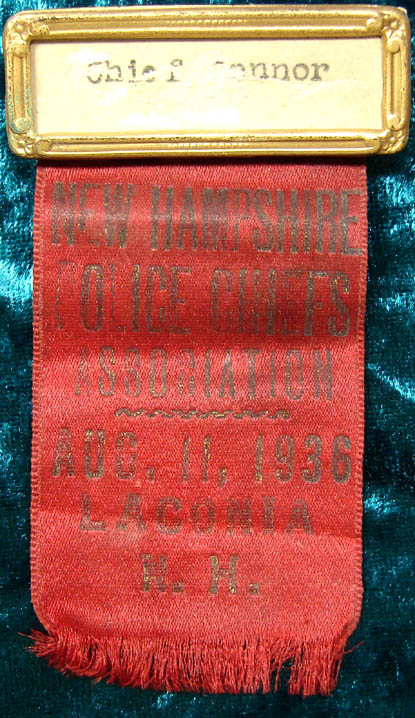 Chief Connor
NEW HAMPSHIRE
POLICE CHIEFS
ASSOCIATION
AUG. 11, 1936
LACONIA
N. H.